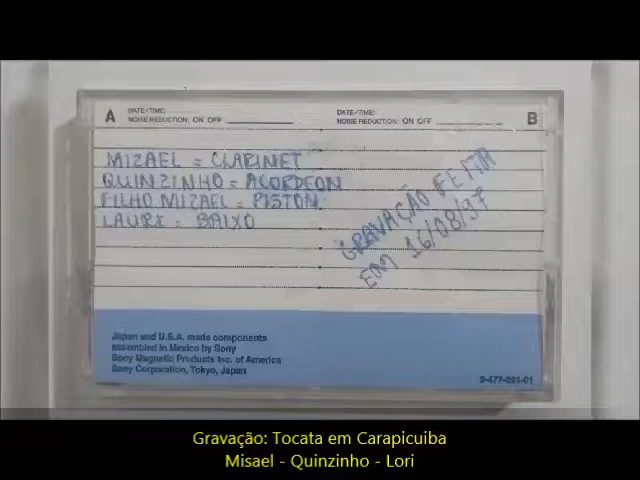 A DATE/TIME:
NOISE REDUCTION: ON OFF
DATE/TIME: B
NOISE REDUCTION: ON OFF
MIZAEL = CLARINET
QUINZINHO = ACORDEON
FILHO MIZAEL = PISTON
LAURI = BAIXO
GRAVAÇÃO FEITA
EM 16/08/97
Japan and U.S.A. made components
assembled in Mexico by Sony
Sony Magnetic Products Inc. of America
Sony Corporation, Tokyo, Japan
2-477-221-01
Gravação: Tocata em Carapicuiba
Misael - Quinzinho - Lori